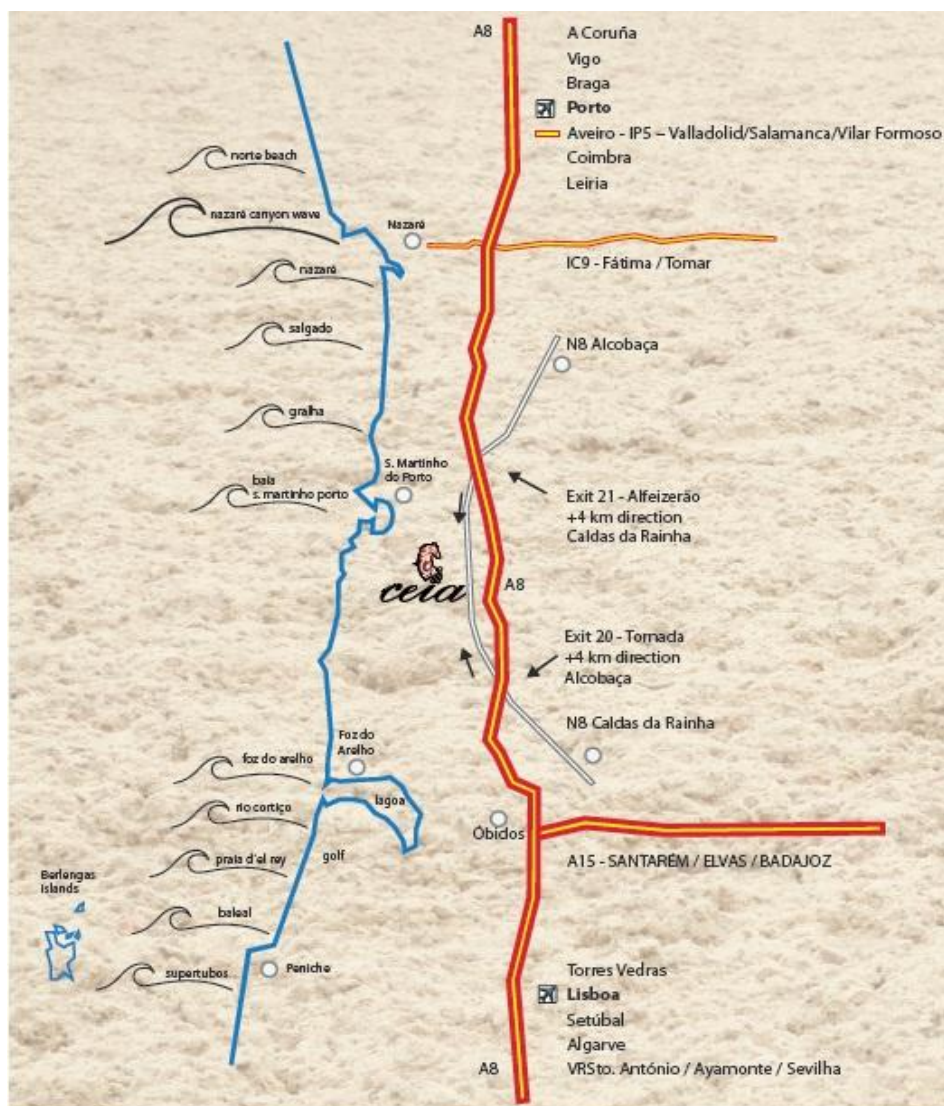 A8
A Coruña
Vigo
Braga
Porto
Aveiro - IP5 – Valladolid/Salamanca/Vilar Formoso
Coimbra
Leiria
norte beach
nazaré canyon wave
Nazaré
IC9 - Fátima / Tomar
nazaré
salgado
N8 Alcobaça
gralha
S. Martinho
do Porto
baia
s. martinho porto
Exit 21 - Alfeizerão
+4 km direction
Caldas da Rainha
ceia
A8
Exit 20 - Tornada
+4 km direction
Alcobaça
N8 Caldas da Rainha
Foz do
Arelho
foz do arelho
lagoa
rio cortiço
Óbidos
golf
praia d'el rey
A15 - SANTARÉM / ELVAS / BADAJOZ
Berlengas
islands
baleal
Peniche
supertubos
Torres Vedras
Lisboa
Setúbal
Algarve
A8
VRSto. António / Ayamonte / Sevilha